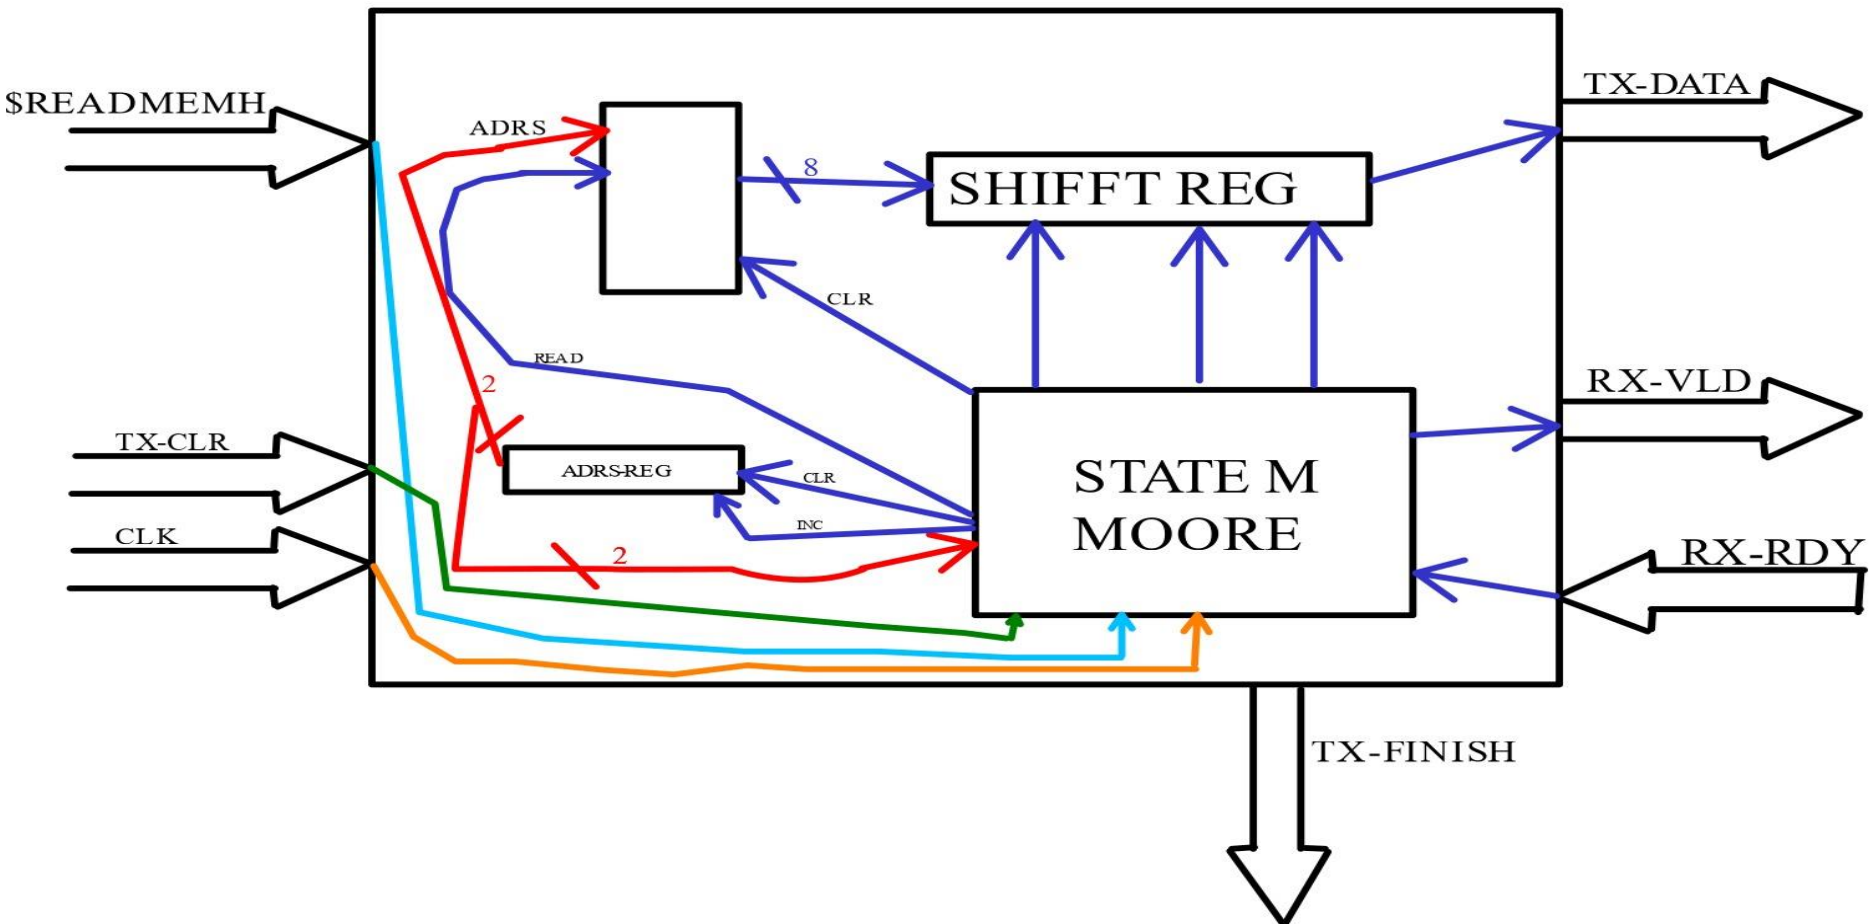 $READMEMH
TX-DATA
ADRS
8
SHIFFT REG
CLR
READ
2
RX-VLD
TX-CLR
ADRS-REG
CLR
STATE M
MOORE
INC
CLK
2
RX-RDY
TX-FINISH